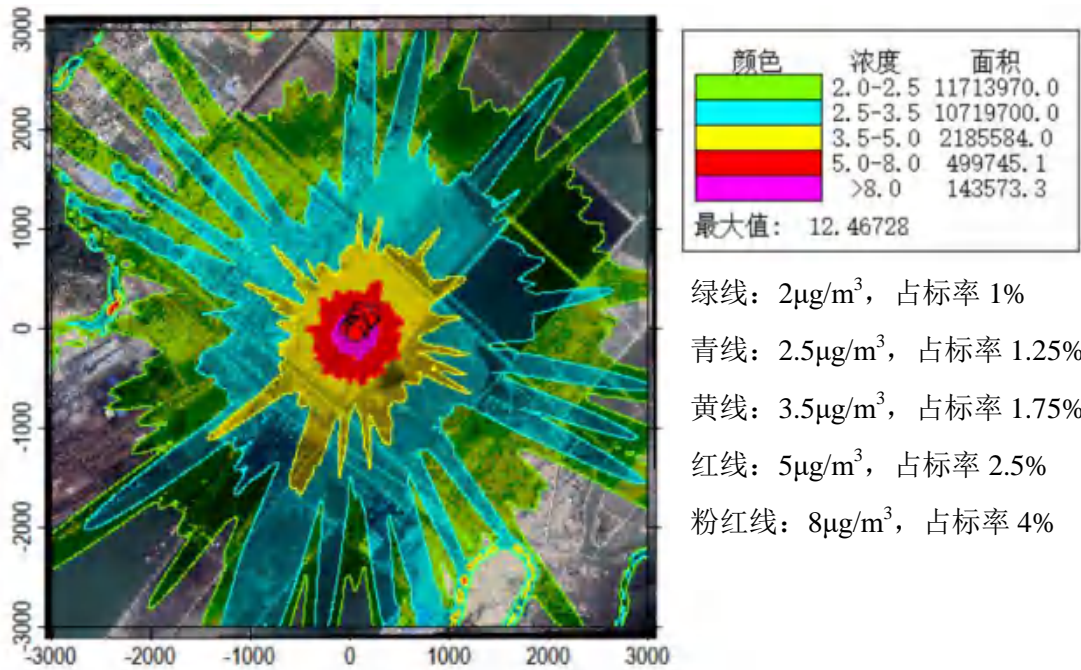 3000
2000
1000
0
-1000
-2000
-3000
-3000 -2000 -1000 0 1000 2000 3000
颜色 浓度 面积
2.0-2.5 11713970.0
2.5-3.5 10719700.0
3.5-5.0 2185584.0
5.0-8.0 499745.1
>8.0 143573.3
最大值: 12.46728
绿线：2μg/m³，占标率 1%
青线：2.5μg/m³，占标率 1.25%
黄线：3.5μg/m³，占标率 1.75%
红线：5μg/m³，占标率 2.5%
粉红线：8μg/m³，占标率 4%